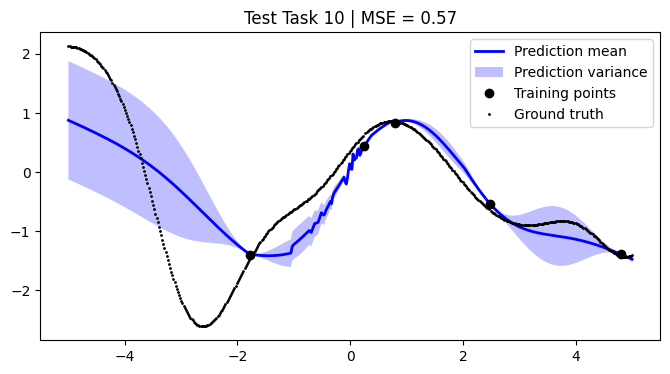 Test Task 10 | MSE = 0.57
Prediction mean
Prediction variance
Training points
Ground truth
2
1
0
−1
−2
−4
−2
0
2
4